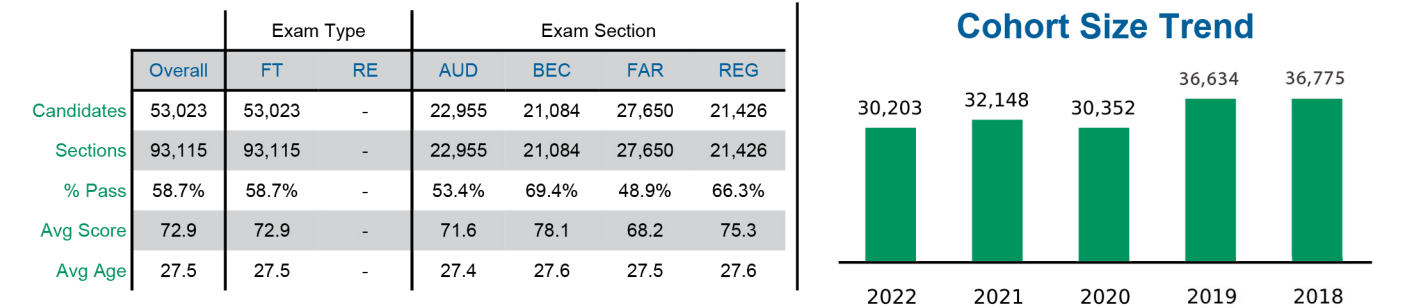 Exam Type Exam Section
Overall FT RE AUD BEC FAR REG
Candidates 53,023 53,023 - 22,955 21,084 27,650 21,426
Sections 93,115 93,115 - 22,955 21,084 27,650 21,426
% Pass 58.7% 58.7% - 53.4% 69.4% 48.9% 66.3%
Avg Score 72.9 72.9 - 71.6 78.1 68.2 75.3
Avg Age 27.5 27.5 - 27.4 27.6 27.5 27.6
Cohort Size Trend
30,203 32,148 30,352 36,634 36,775
2022 2021 2020 2019 2018